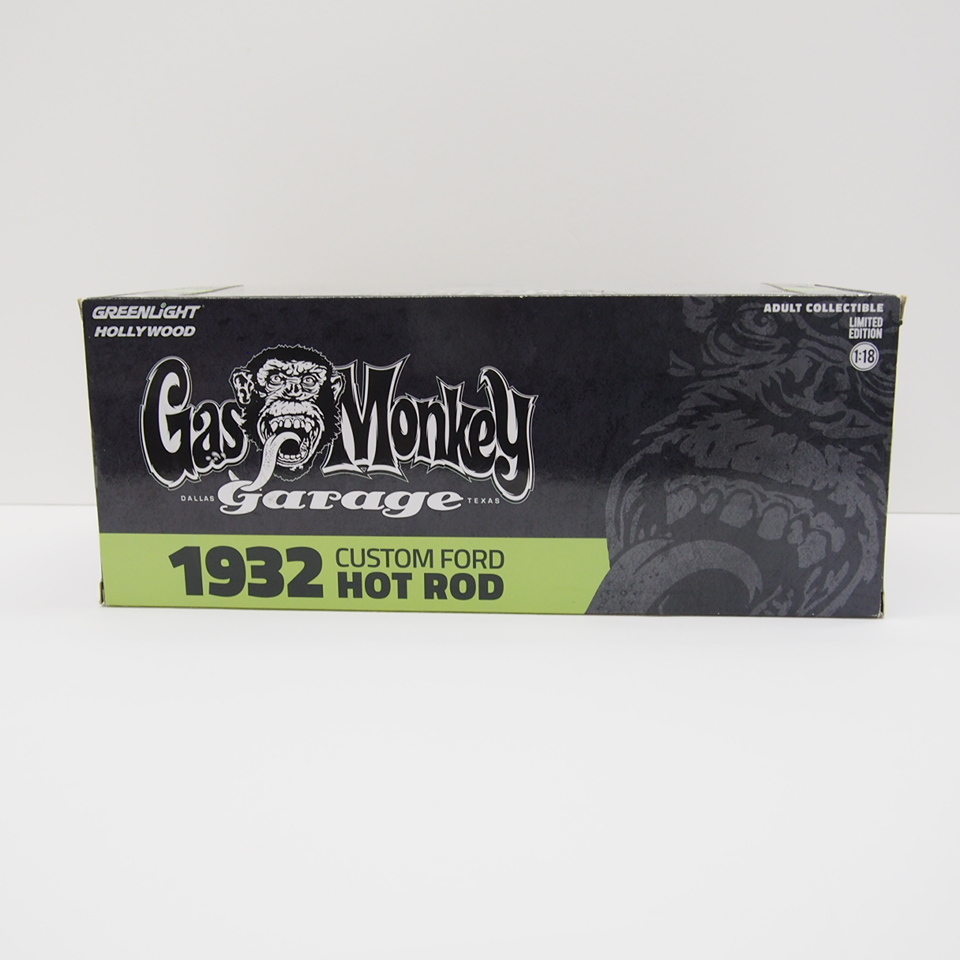 GREENLiGHT
HOLLYWOOD
ADULT COLLECTIBLE
LIMITED
EDITION
1:18
Gas Monkey
DALLAS garage TEXAS
1932 CUSTOM FORD
HOT ROD